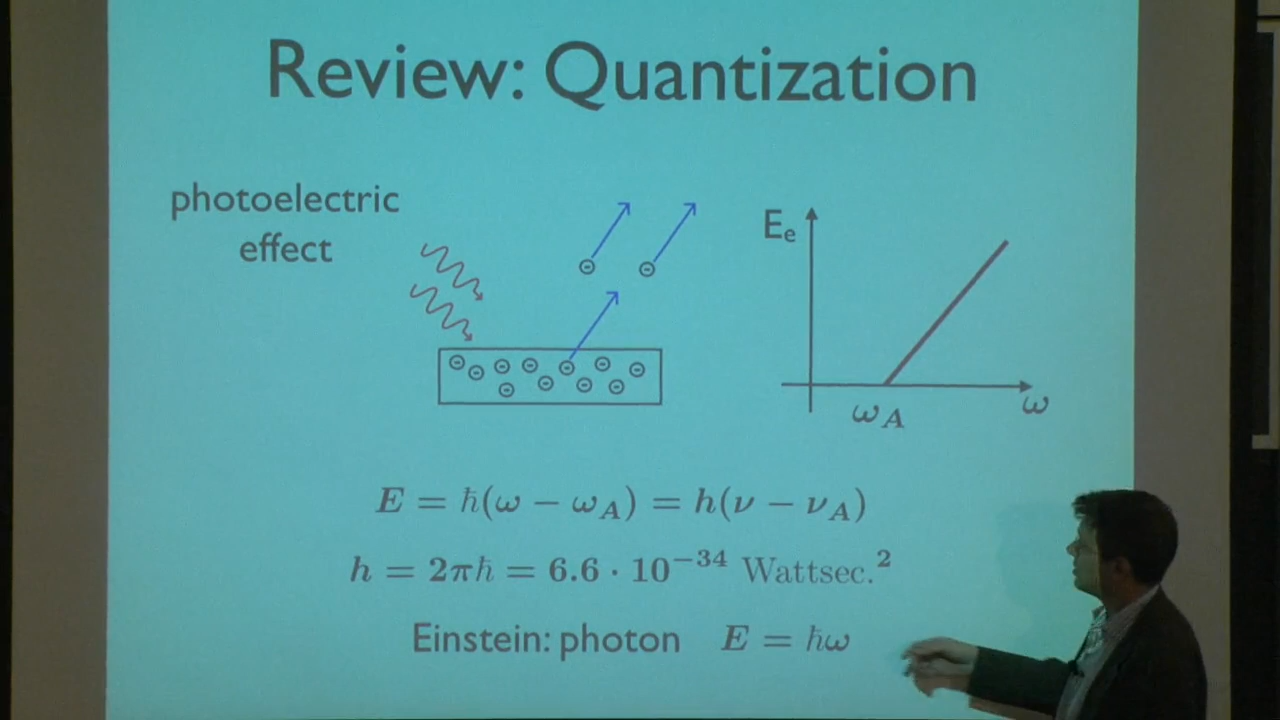 Review: Quantization
photoelectric
effect
Eₑ
ω_A
ω
E = ħ(ω − ω_A) = h(ν − ν_A)
h = 2πħ = 6.6 · 10⁻³⁴ Wattsec.²
Einstein: photon E = ħω